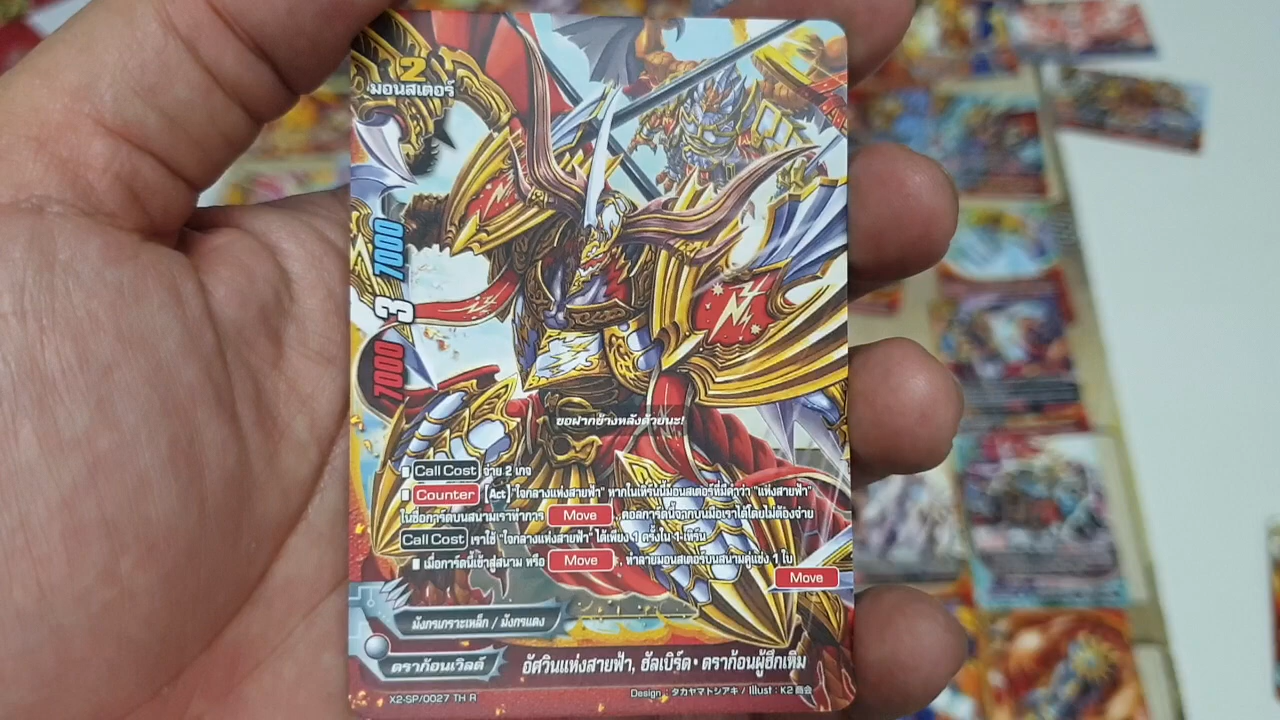 2
มอนสเตอร์
7000
3
7000
ขอฝากข้างหลังด้วยนะ!
■ Call Cost จ่าย 2 เกจ
■ Counter [Act] "ใจกลางแห่งสายฟ้า" หากในเทิร์นนี้มอนสเตอร์ที่มีคำว่า "แห่งสายฟ้า"
ในชื่อการ์ดบนสนามเราทำการ Move , คอลการ์ดนี้จากบนมือเราได้โดยไม่ต้องจ่าย
Call Cost เราใช้ "ใจกลางแห่งสายฟ้า" ได้เพียง 1 ครั้งใน 1 เทิร์น
■ เมื่อการ์ดนี้เข้าสู่สนาม หรือ Move , ทำลายมอนสเตอร์บนสนามคู่แข่ง 1 ใบ
Move
มังกรเกราะเหล็ก / มังกรแดง
ดราก้อนเวิลด์
อัศวินแห่งสายฟ้า, ฮัลเบิร์ด・ดราก้อนผู้ฮึกเหิม
X2-SP/0027 TH R
Design : タカヤマトシアキ / Illust : K2商会